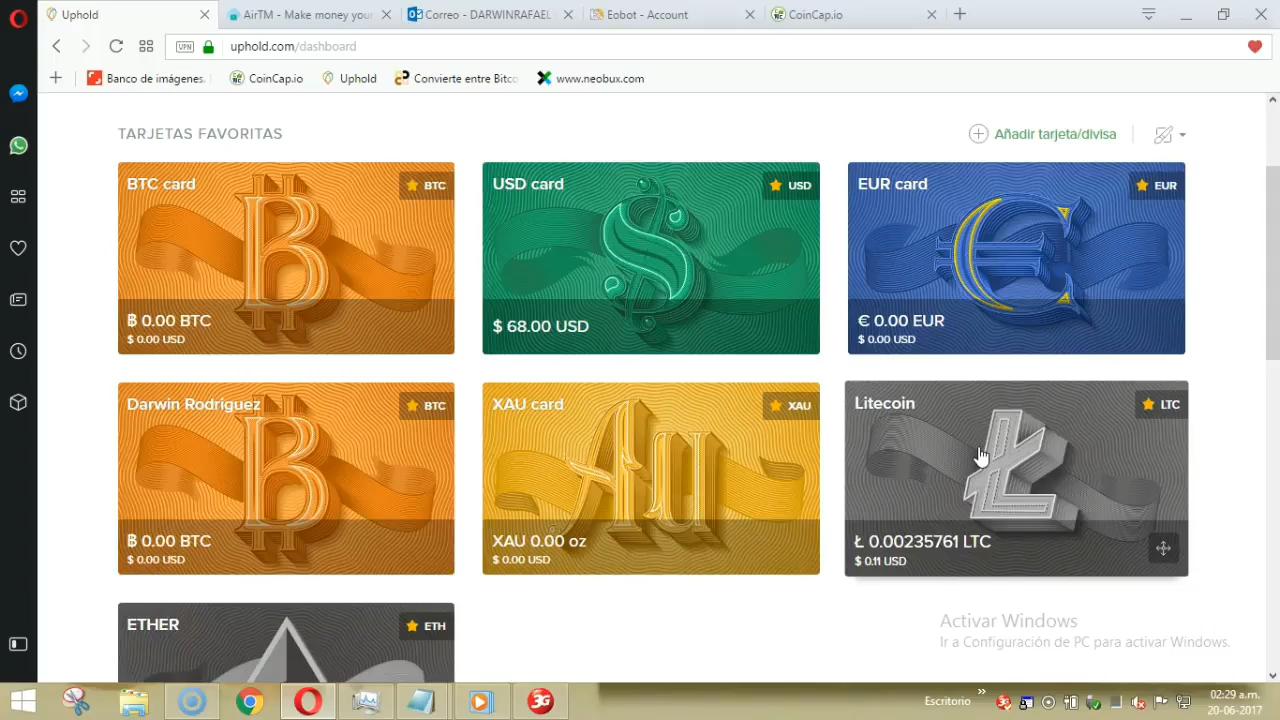 Uphold
AirTM - Make money your
Correo - DARWINRAFAEL
Eobot - Account
CoinCap.io
VPN
uphold.com/dashboard
Banco de imágenes.
CoinCap.io
Uphold
Convierte entre Bitco
www.neobux.com
TARJETAS FAVORITAS
Añadir tarjeta/divisa
BTC card
BTC
฿ 0.00 BTC
$ 0.00 USD
USD card
USD
$ 68.00 USD
EUR card
EUR
€ 0.00 EUR
$ 0.00 USD
Darwin Rodriguez
BTC
฿ 0.00 BTC
$ 0.00 USD
XAU card
XAU
Au
XAU 0.00 oz
$ 0.00 USD
Litecoin
LTC
Ł 0.00235761 LTC
$ 0.11 USD
ETHER
ETH
Activar Windows
Ir a Configuración de PC para activar Windows.
3G
Escritorio
»
02:29 a.m.
20-06-2017